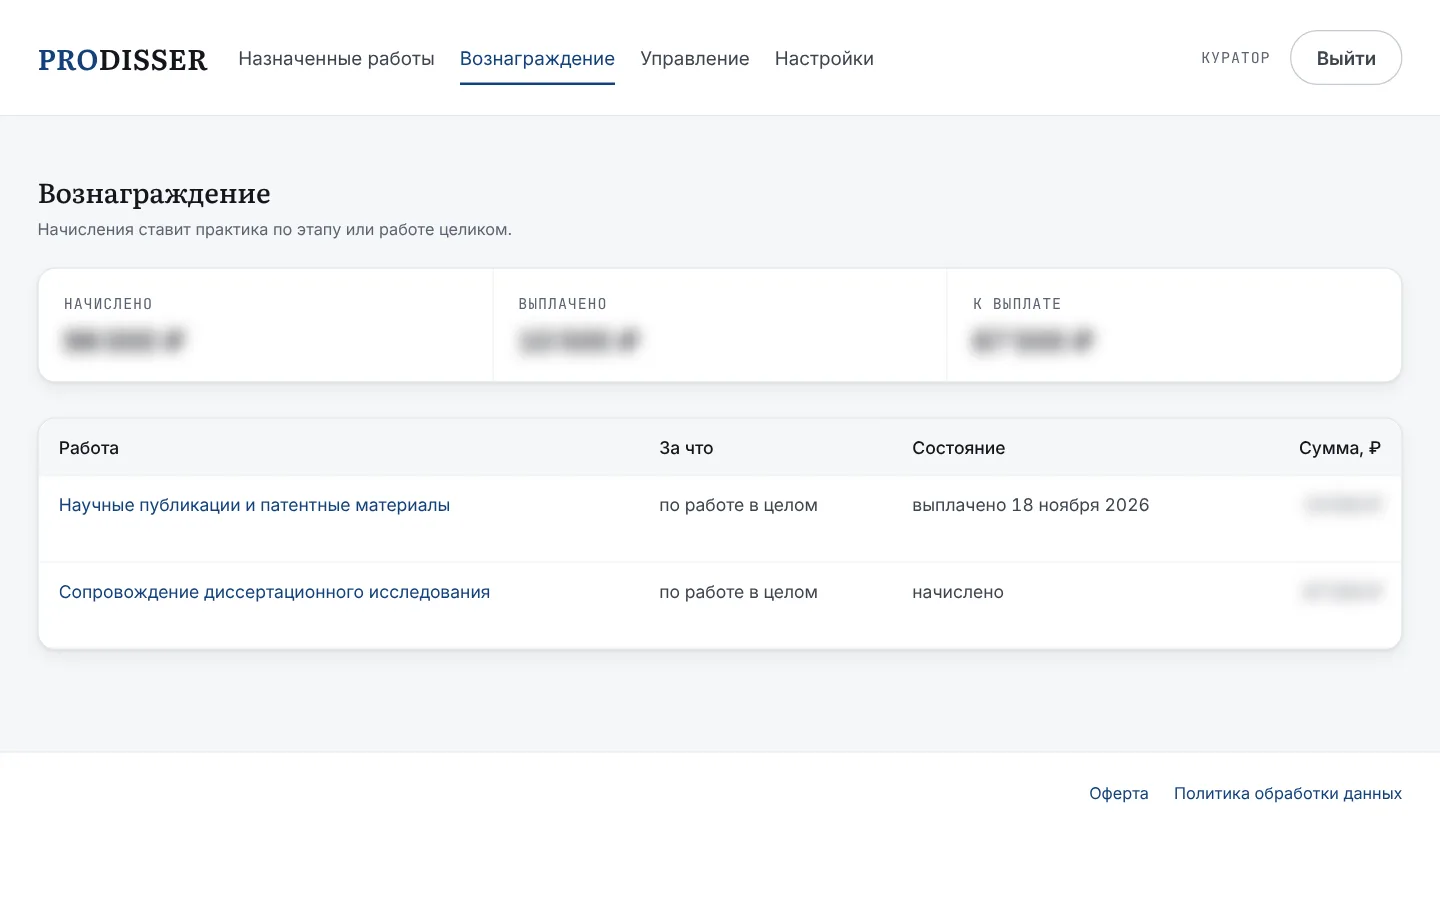 PRODISSER Назначенные работы Вознаграждение Управление Настройки КУРАТОР Выйти
Вознаграждение
Начисления ставит практика по этапу или работе целиком.
НАЧИСЛЕНО ВЫПЛАЧЕНО К ВЫПЛАТЕ
Работа За что Состояние Сумма, ₽
Научные публикации и патентные материалы по работе в целом выплачено 18 ноября 2026
Сопровождение диссертационного исследования по работе в целом начислено
Оферта Политика обработки данных